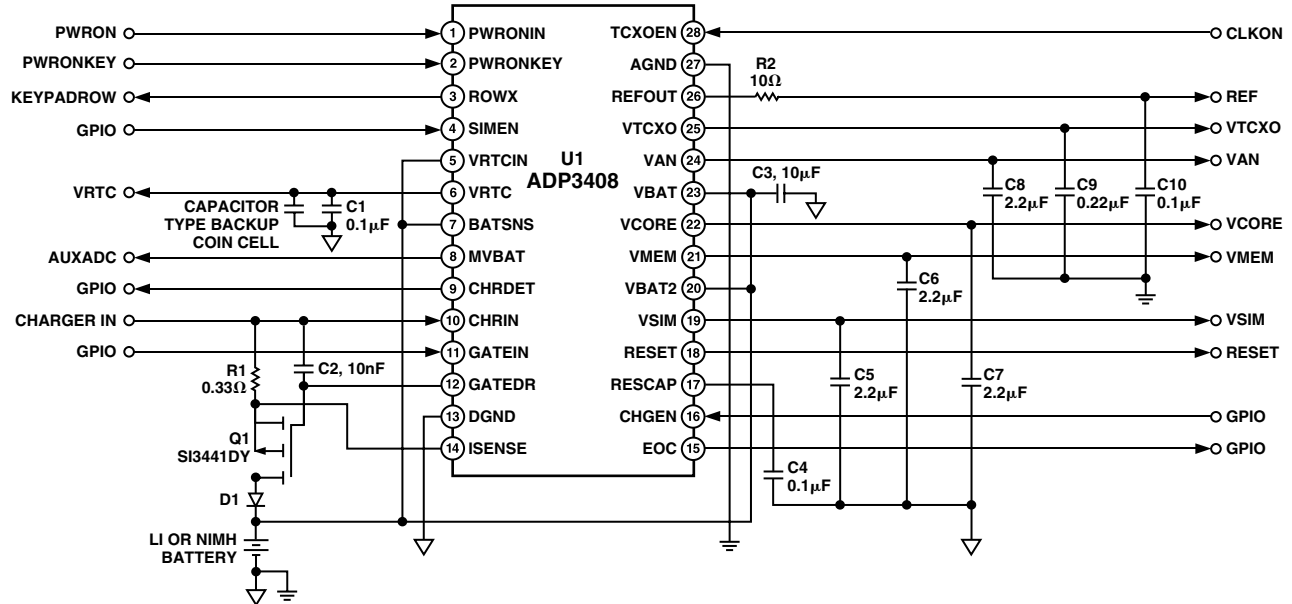 PWRON
PWRONKEY
KEYPADROW
GPIO
VRTC
CAPACITOR
TYPE BACKUP
COIN CELL
C1
0.1μF
AUXADC
GPIO
CHARGER IN
GPIO
R1
0.33Ω
C2, 10nF
Q1
SI3441DY
D1
LI OR NIMH
BATTERY
1 PWRONIN
2 PWRONKEY
3 ROWX
4 SIMEN
5 VRTCIN
6 VRTC
7 BATSNS
8 MVBAT
9 CHRDET
10 CHRIN
11 GATEIN
12 GATEDR
13 DGND
14 ISENSE
U1
ADP3408
TCXOEN 28
AGND 27
REFOUT 26
VTCXO 25
VAN 24
VBAT 23
VCORE 22
VMEM 21
VBAT2 20
VSIM 19
RESET 18
RESCAP 17
CHGEN 16
EOC 15
R2
10Ω
C3, 10μF
C8
2.2μF
C9
0.22μF
C10
0.1μF
C6
2.2μF
C5
2.2μF
C7
2.2μF
C4
0.1μF
CLKON
REF
VTCXO
VAN
VCORE
VMEM
VSIM
RESET
GPIO
GPIO